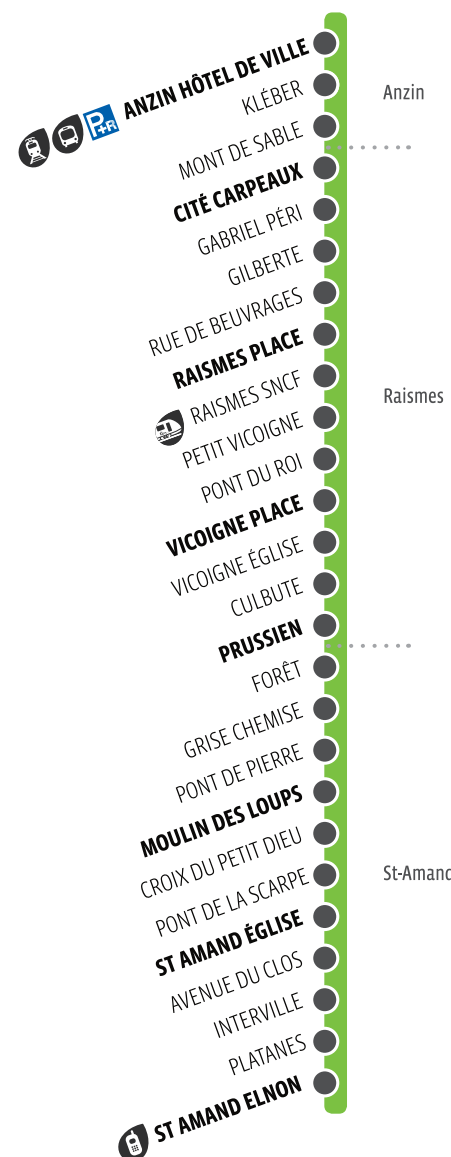 P+R ANZIN HÔTEL DE VILLE
KLÉBER
Anzin
MONT DE SABLE
CITÉ CARPEAUX
GABRIEL PÉRI
GILBERTE
RUE DE BEUVRAGES
RAISMES PLACE
RAISMES SNCF
Raismes
PETIT VICOIGNE
PONT DU ROI
VICOIGNE PLACE
VICOIGNE ÉGLISE
CULBUTE
PRUSSIEN
FORÊT
GRISE CHEMISE
PONT DE PIERRE
MOULIN DES LOUPS
CROIX DU PETIT DIEU
PONT DE LA SCARPE
St-Amand
ST AMAND ÉGLISE
AVENUE DU CLOS
INTERVILLE
PLATANES
ST AMAND ELNON